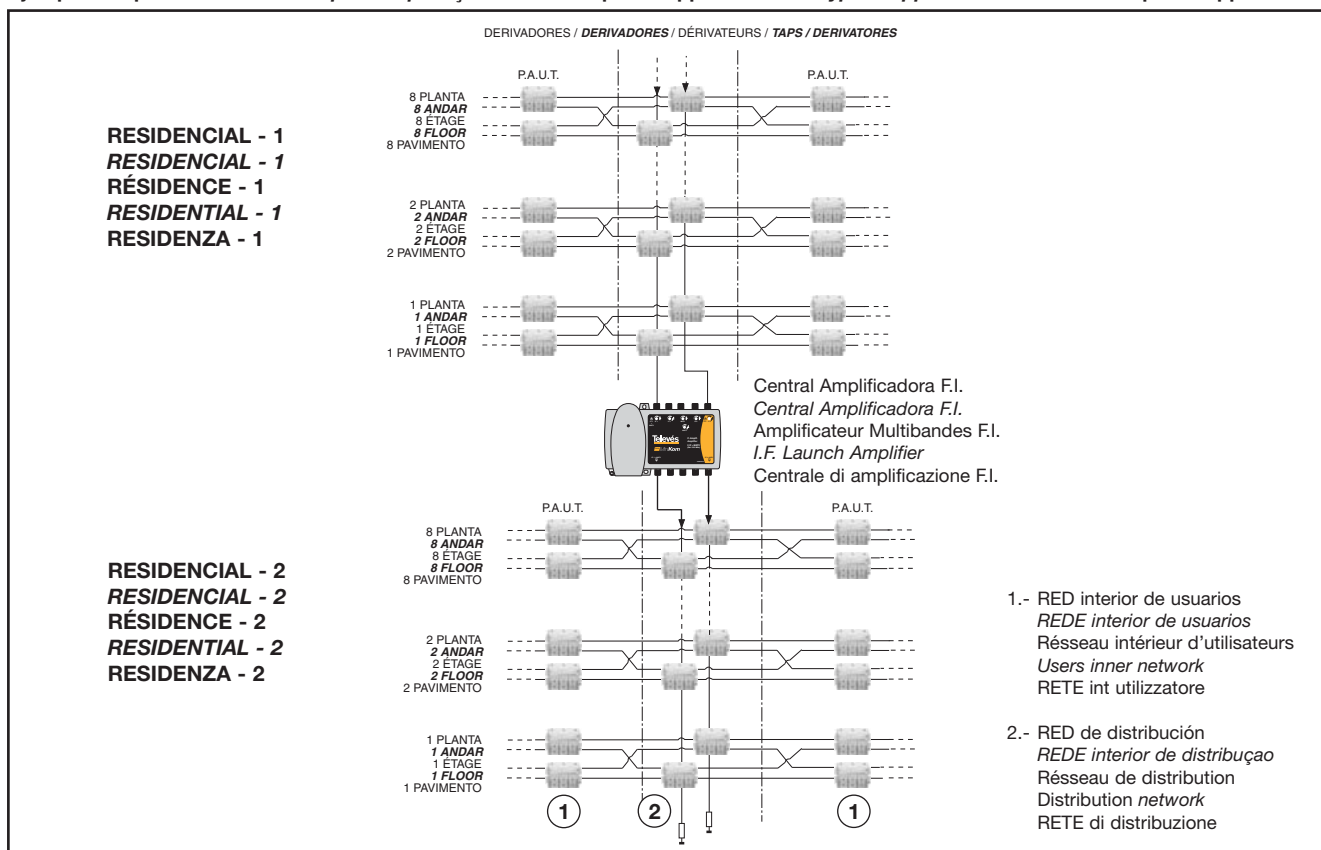 DERIVADORES / DERIVADORES / DÉRIVATEURS / TAPS / DERIVATORES
P.A.U.T.
P.A.U.T.
8 PLANTA
8 ANDAR
8 ÉTAGE
8 FLOOR
8 PAVIMENTO
RESIDENCIAL - 1
RESIDENCIAL - 1
RÉSIDENCE - 1
RESIDENTIAL - 1
RESIDENZA - 1
2 PLANTA
2 ANDAR
2 ÉTAGE
2 FLOOR
2 PAVIMENTO
1 PLANTA
1 ANDAR
1 ÉTAGE
1 FLOOR
1 PAVIMENTO
Televés
Central Amplificadora F.I.
Central Amplificadora F.I.
Amplificateur Multibandes F.I.
I.F. Launch Amplifier
Centrale di amplificazione F.I.
P.A.U.T.
P.A.U.T.
8 PLANTA
8 ANDAR
8 ÉTAGE
8 FLOOR
8 PAVIMENTO
RESIDENCIAL - 2
RESIDENCIAL - 2
RÉSIDENCE - 2
RESIDENTIAL - 2
RESIDENZA - 2
2 PLANTA
2 ANDAR
2 ÉTAGE
2 FLOOR
2 PAVIMENTO
1 PLANTA
1 ANDAR
1 ÉTAGE
1 FLOOR
1 PAVIMENTO
1
2
1
1.- RED interior de usuarios
REDE interior de usuarios
Résseau intérieur d'utilisateurs
Users inner network
RETE int utilizzatore
2.- RED de distribución
REDE interior de distribuçao
Résseau de distribution
Distribution network
RETE di distribuzione